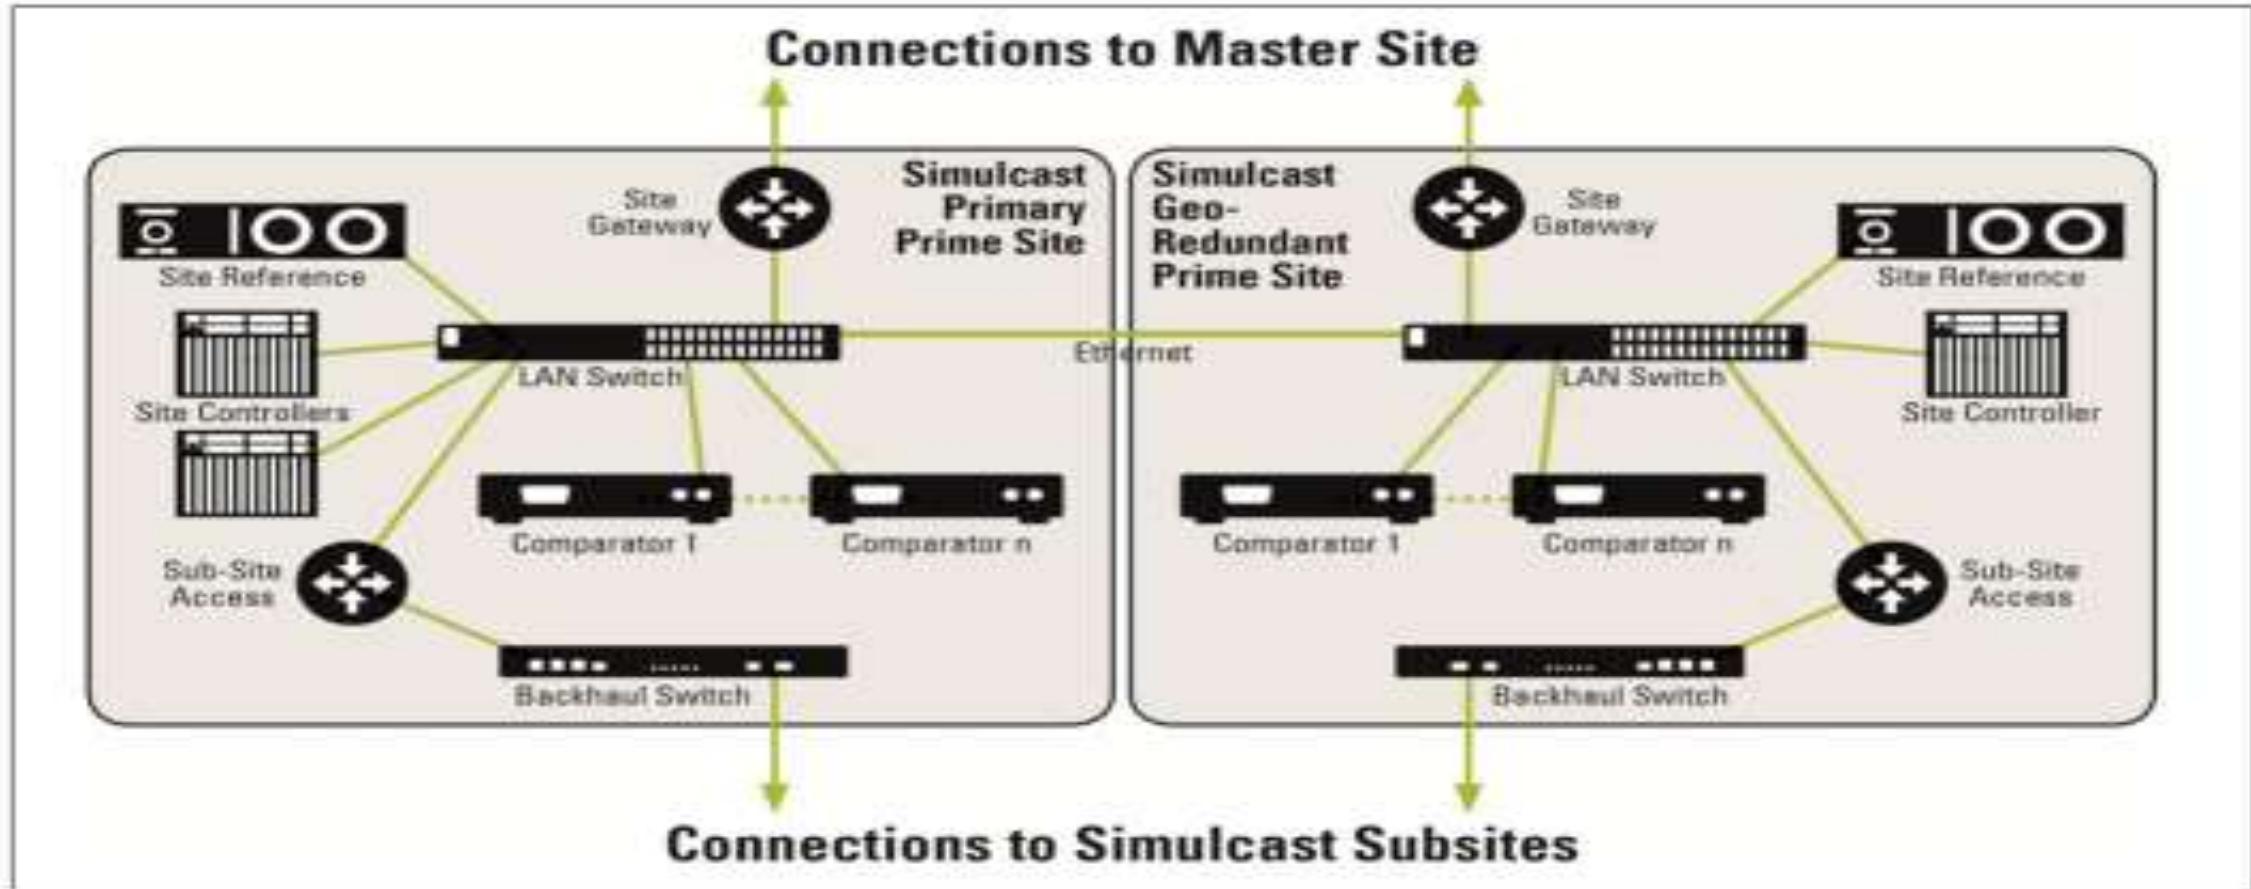 Connections to Master Site
Simulcast
Primary
Prime Site
Site
Gateway
Site Reference
Site Controllers
LAN Switch
Comparator 1
Comparator n
Sub-Site
Access
Backhaul Switch
Ethernet
Simulcast
Geo-
Redundant
Prime Site
Site
Gateway
Site Reference
LAN Switch
Site Controller
Comparator 1
Comparator n
Sub-Site
Access
Backhaul Switch
Connections to Simulcast Subsites